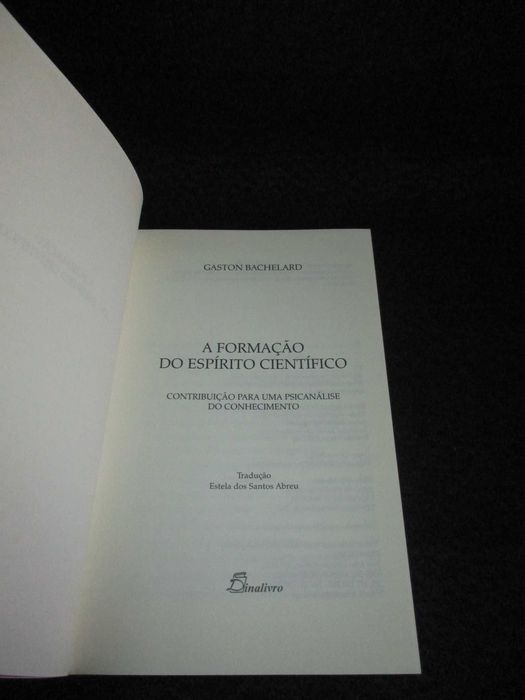 GASTON BACHELARD
A FORMAÇÃO
DO ESPÍRITO CIENTÍFICO
CONTRIBUIÇÃO PARA UMA PSICANÁLISE
DO CONHECIMENTO
Tradução
Estela dos Santos Abreu
Dinalivro